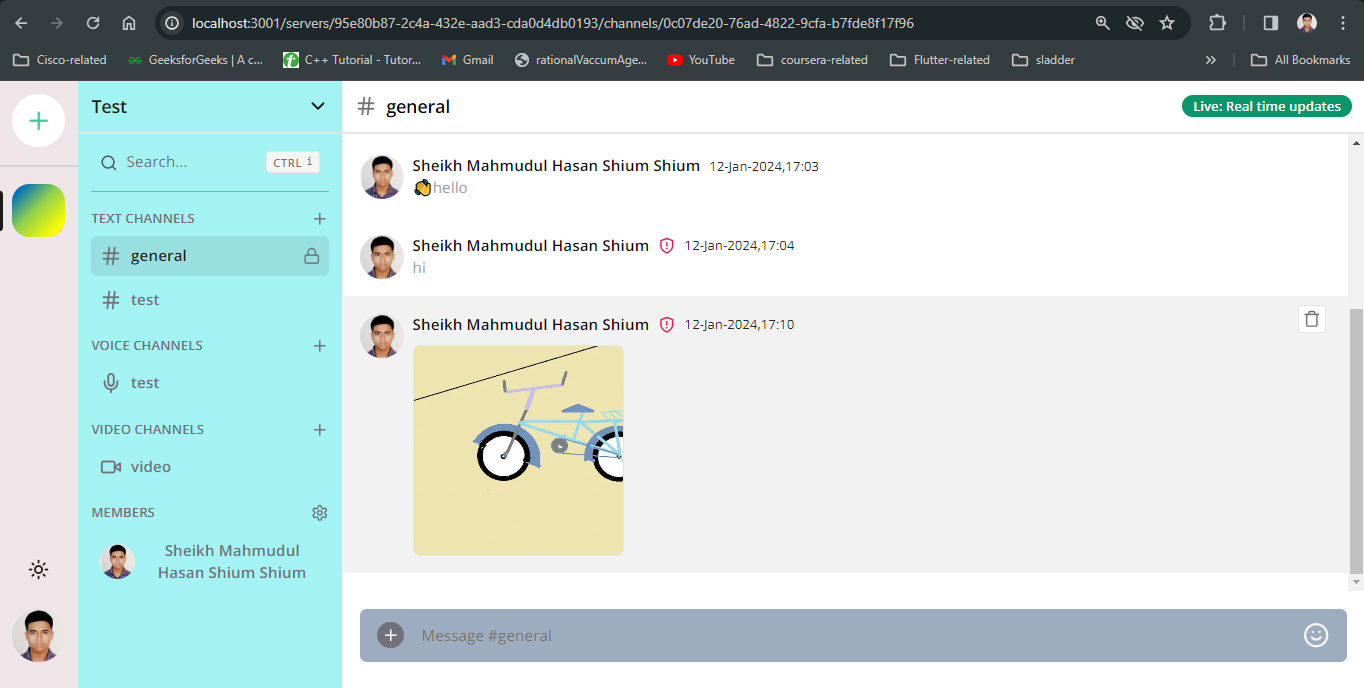 localhost:3001/servers/95e80b87-2c4a-432e-aad3-cda0d4db0193/channels/0c07de20-76ad-4822-9cfa-b7fde8f17f96
Cisco-related GeeksforGeeks | A c... C++ Tutorial - Tutor... Gmail rationalVaccumAge... YouTube coursera-related Flutter-related sladder » All Bookmarks
Test
# general
Live: Real time updates
Search...
CTRL i
TEXT CHANNELS +
# general
# test
VOICE CHANNELS +
test
VIDEO CHANNELS +
video
MEMBERS
Sheikh Mahmudul
Hasan Shium Shium
Sheikh Mahmudul Hasan Shium Shium 12-Jan-2024,17:03
👏hello
Sheikh Mahmudul Hasan Shium 12-Jan-2024,17:04
hi
Sheikh Mahmudul Hasan Shium 12-Jan-2024,17:10
Message #general